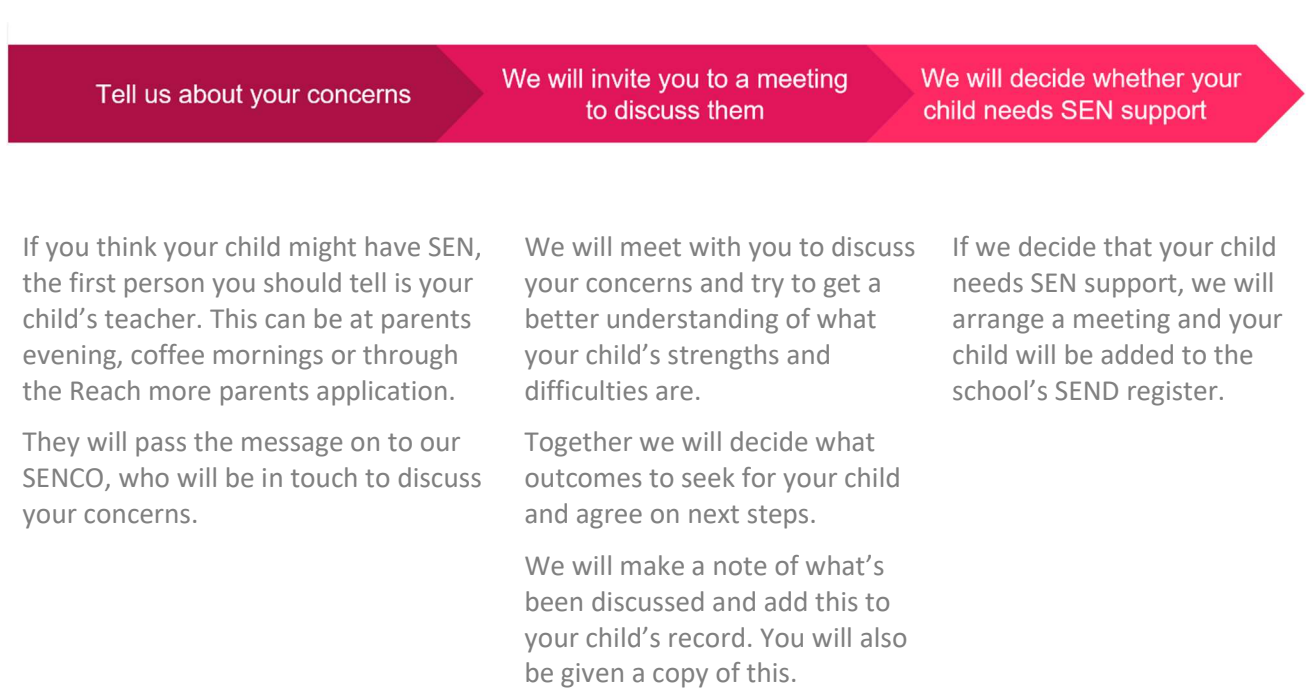 Tell us about your concerns
We will invite you to a meeting
to discuss them
We will decide whether your
child needs SEN support
If you think your child might have SEN,
the first person you should tell is your
child’s teacher. This can be at parents
evening, coffee mornings or through
the Reach more parents application.
They will pass the message on to our
SENCO, who will be in touch to discuss
your concerns.
We will meet with you to discuss
your concerns and try to get a
better understanding of what
your child’s strengths and
difficulties are.
Together we will decide what
outcomes to seek for your child
and agree on next steps.
We will make a note of what’s
been discussed and add this to
your child’s record. You will also
be given a copy of this.
If we decide that your child
needs SEN support, we will
arrange a meeting and your
child will be added to the
school’s SEND register.